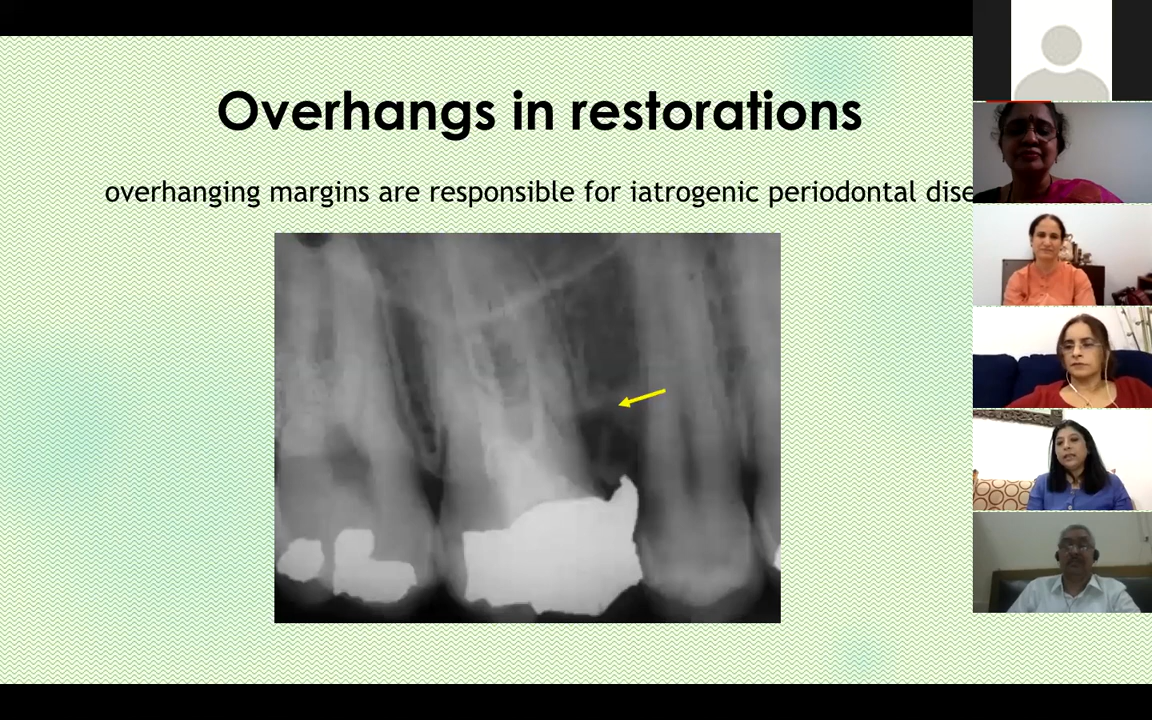 Overhangs in restorations
overhanging margins are responsible for iatrogenic periodontal dise